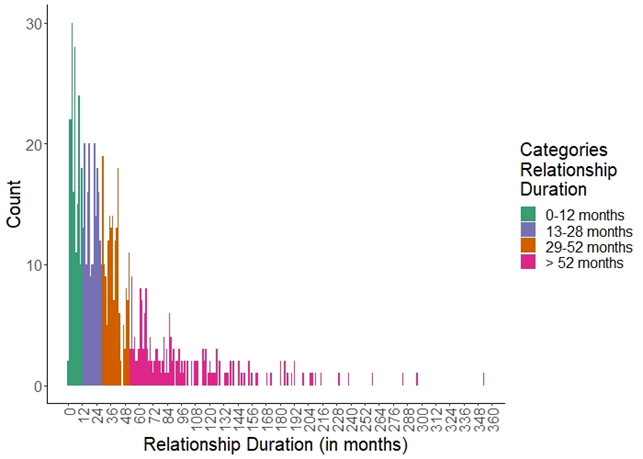 30
20
10
0
Count
0 12 24 36 48 60 72 84 96 108 120 132 144 156 168 180 192 204 216 228 240 252 264 276 288 300 312 324 336 348 360
Relationship Duration (in months)
Categories
Relationship
Duration
0-12 months
13-28 months
29-52 months
> 52 months